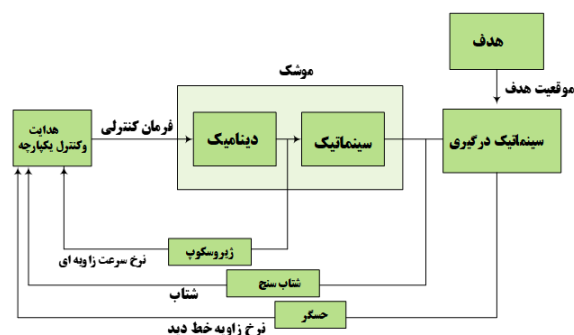 هدف
موشک
موقعیت هدف
هدایت
وکنترل یکپارچه
فرمان کنترلی
دینامیک
سینماتیک
سینماتیک درگیری
ژیروسکوپ
نرخ سرعت زاویه ای
شتاب سنج
شتاب
حسگر
نرخ زاویه خط دید